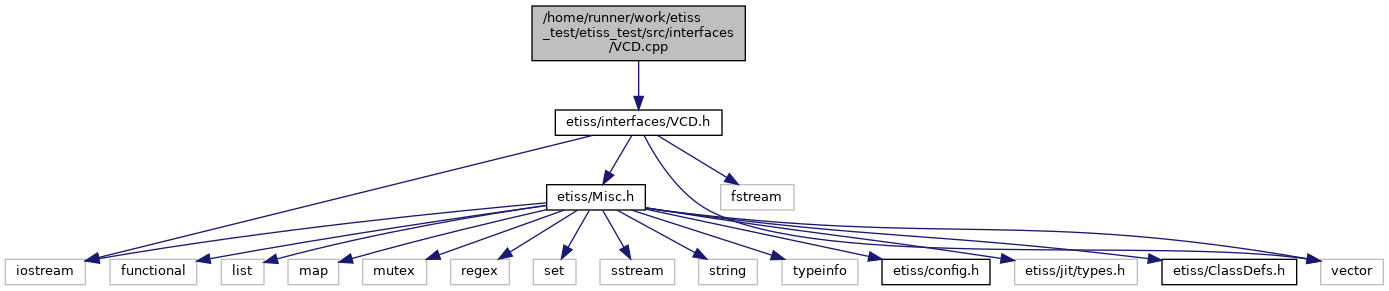 /home/runner/work/etiss
_test/etiss_test/src/interfaces
/VCD.cpp
etiss/interfaces/VCD.h
etiss/Misc.h
fstream
iostream
functional
list
map
mutex
regex
set
sstream
string
typeinfo
etiss/config.h
etiss/jit/types.h
etiss/ClassDefs.h
vector